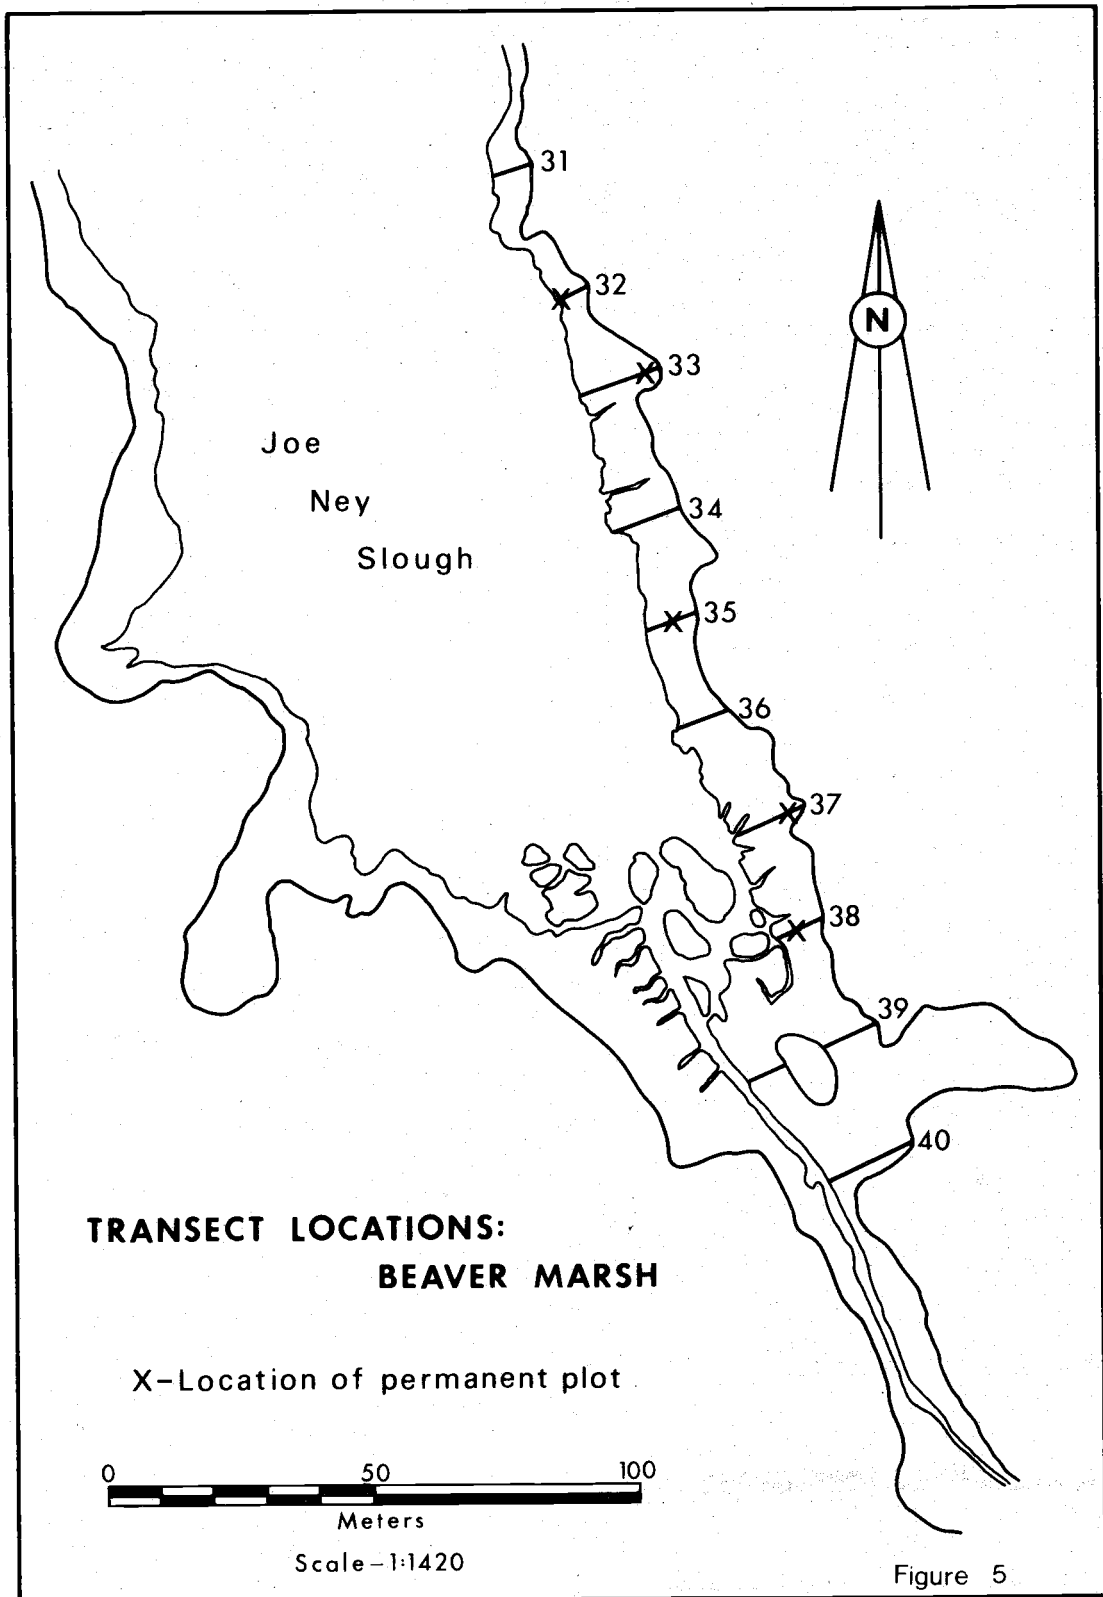 31
32
33
N
Joe
Ney
34
Slough
35
36
37
38
39
40
TRANSECT LOCATIONS:
BEAVER MARSH
X-Location of permanent plot
0 50 100
Meters
Scale-1:1420
Figure 5